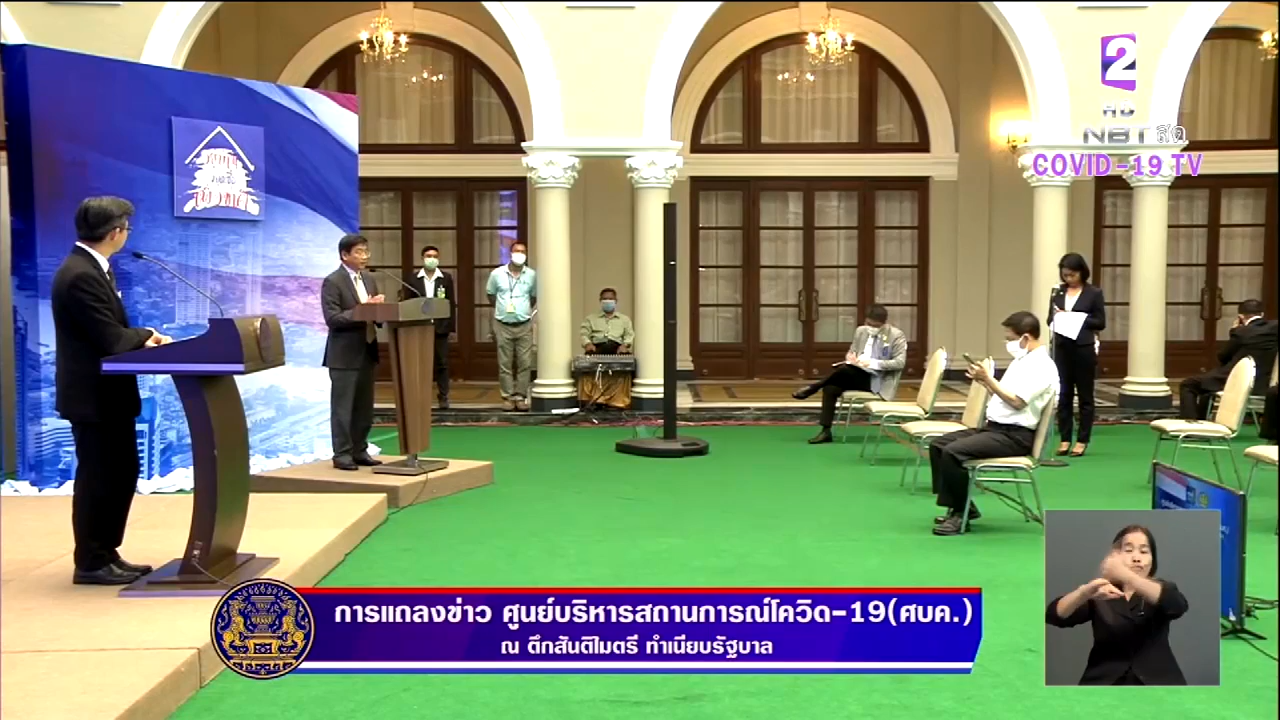 2
HD
NBT สด
COVID-19 TV
การแถลงข่าว ศูนย์บริหารสถานการณ์โควิด-19(ศบค.)
ณ ตึกสันติไมตรี ทำเนียบรัฐบาล